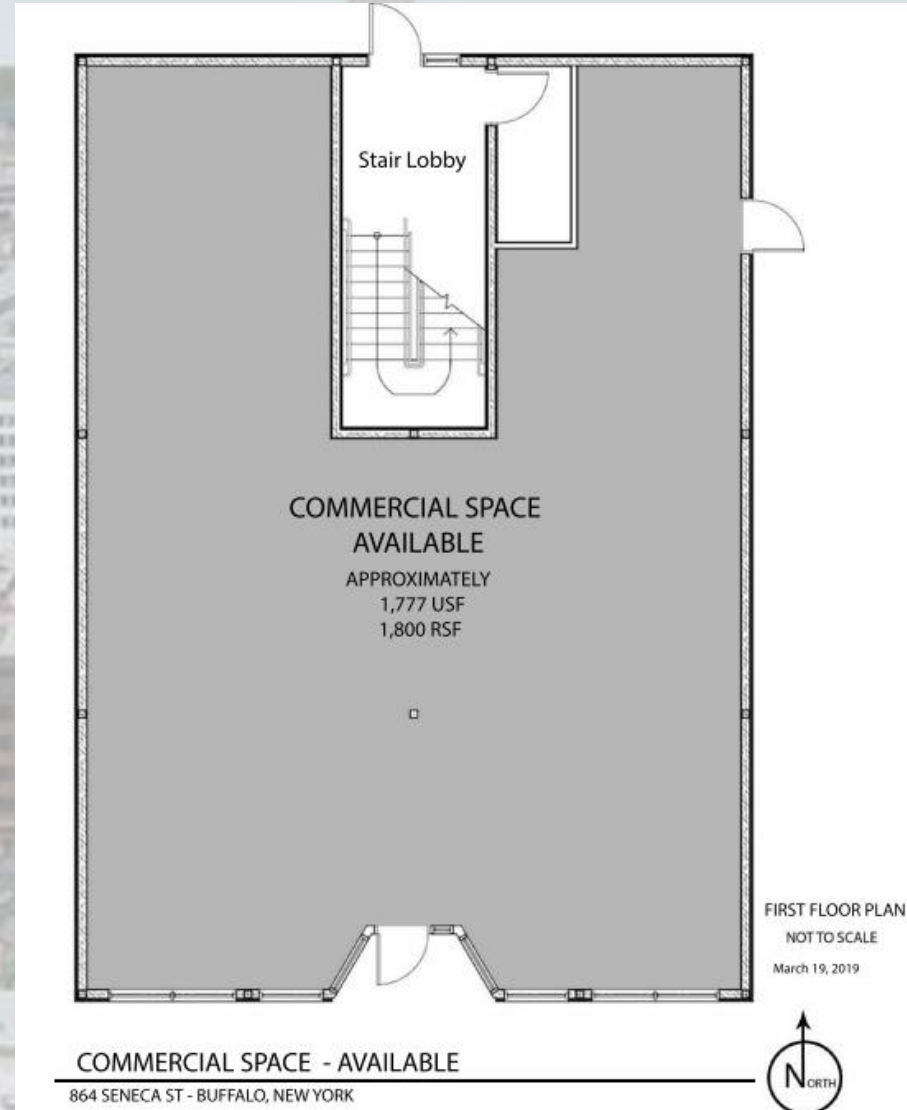 Stair Lobby
COMMERCIAL SPACE
AVAILABLE
APPROXIMATELY
1,777 USF
1,800 RSF
FIRST FLOOR PLAN
NOT TO SCALE
March 19, 2019
COMMERCIAL SPACE - AVAILABLE
864 SENECA ST - BUFFALO, NEW YORK
NORTH